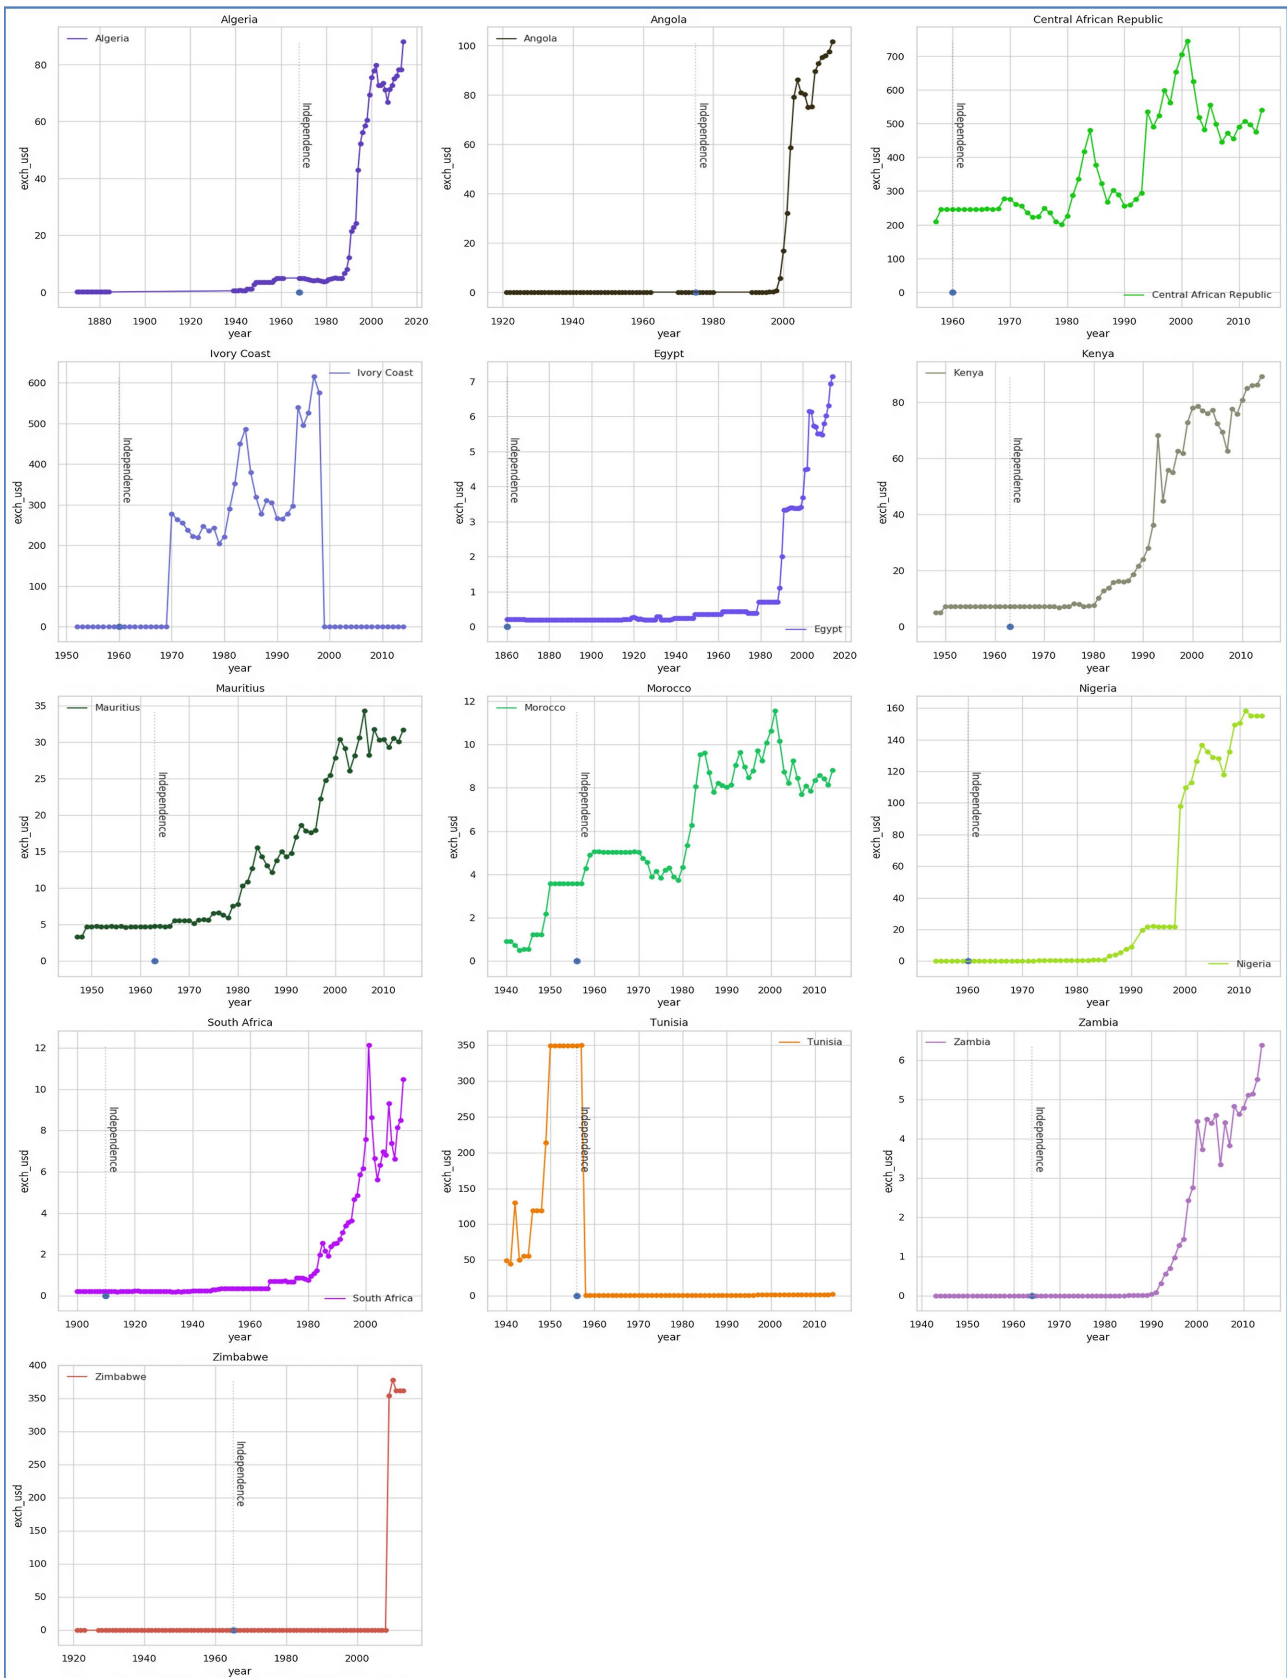 Algeria
Algeria
Independence
exch_usd
80
60
40
20
0
1880 1900 1920 1940 1960 1980 2000 2020
year
Angola
Angola
Independence
exch_usd
100
80
60
40
20
0
1920 1940 1960 1980 2000
year
Central African Republic
Independence
exch_usd
700
600
500
400
300
200
100
0
Central African Republic
1960 1970 1980 1990 2000 2010
year
Ivory Coast
Ivory Coast
Independence
exch_usd
600
500
400
300
200
100
0
1950 1960 1970 1980 1990 2000 2010
year
Egypt
Independence
exch_usd
7
6
5
4
3
2
1
0
Egypt
1860 1880 1900 1920 1940 1960 1980 2000 2020
year
Kenya
Kenya
Independence
exch_usd
80
60
40
20
0
1950 1960 1970 1980 1990 2000 2010
year
Mauritius
Mauritius
Independence
exch_usd
35
30
25
20
15
10
5
0
1950 1960 1970 1980 1990 2000 2010
year
Morocco
Morocco
Independence
exch_usd
12
10
8
6
4
2
0
1940 1950 1960 1970 1980 1990 2000 2010
year
Nigeria
Independence
exch_usd
160
140
120
100
80
60
40
20
0
Nigeria
1960 1970 1980 1990 2000 2010
year
South Africa
Independence
exch_usd
12
10
8
6
4
2
0
South Africa
1900 1920 1940 1960 1980 2000
year
Tunisia
Tunisia
Independence
exch_usd
350
300
250
200
150
100
50
0
1940 1950 1960 1970 1980 1990 2000 2010
year
Zambia
Zambia
Independence
exch_usd
6
5
4
3
2
1
0
1940 1950 1960 1970 1980 1990 2000 2010
year
Zimbabwe
Zimbabwe
Independence
exch_usd
400
350
300
250
200
150
100
50
0
1920 1940 1960 1980 2000
year